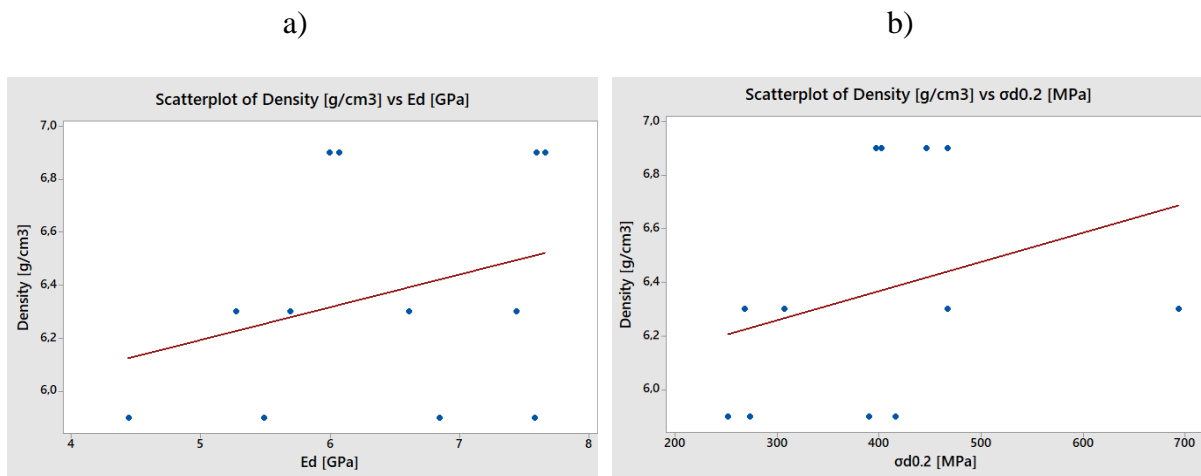 a)
b)
Scatterplot of Density [g/cm3] vs Ed [GPa]
7,0
6,8
6,6
6,4
6,2
6,0
Density [g/cm3]
4 5 6 7 8
Ed [GPa]
Scatterplot of Density [g/cm3] vs σd0.2 [MPa]
7,0
6,8
6,6
6,4
6,2
6,0
Density [g/cm3]
200 300 400 500 600 700
σd0.2 [MPa]